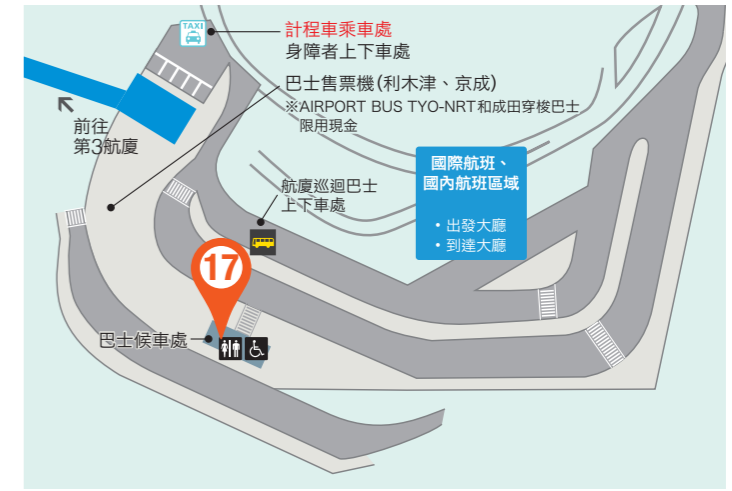 TAXI
計程車乘車處
身障者上下車處
巴士售票機(利木津、京成)
※AIRPORT BUS TYO-NRT和成田穿梭巴士
限用現金
前往
第3航廈
國際航班、
國內航班區域
・出發大廳
・到達大廳
航廈巡迴巴士
上下車處
17
巴士候車處